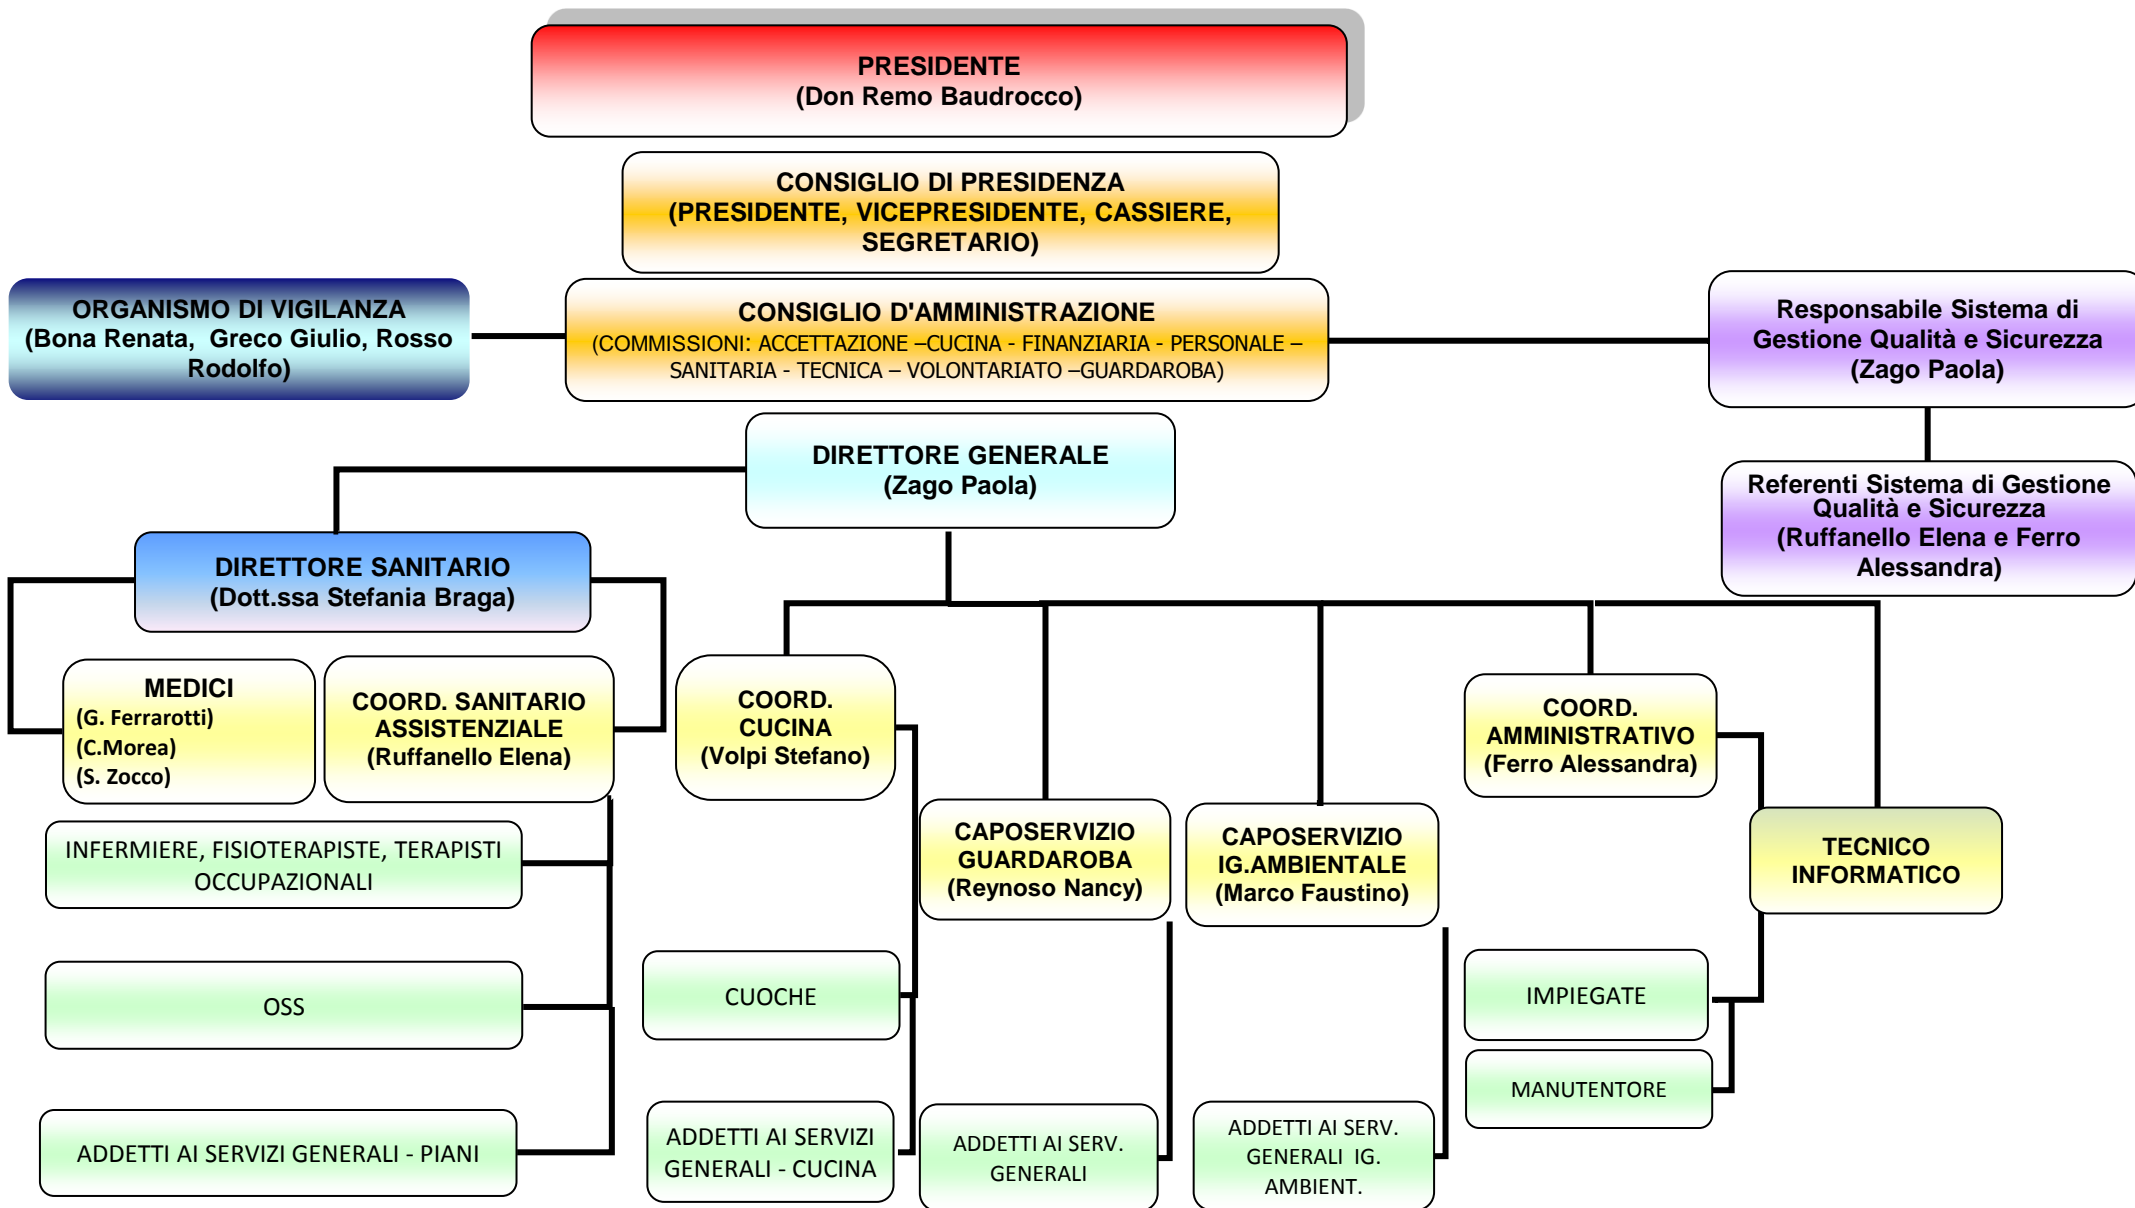 PRESIDENTE
(Don Remo Baudrocco)
CONSIGLIO DI PRESIDENZA
(PRESIDENTE, VICEPRESIDENTE, CASSIERE,
SEGRETARIO)
ORGANISMO DI VIGILANZA
(Bona Renata, Greco Giulio, Rosso
Rodolfo)
CONSIGLIO D'AMMINISTRAZIONE
(COMMISSIONI: ACCETTAZIONE –CUCINA - FINANZIARIA - PERSONALE –
SANITARIA - TECNICA – VOLONTARIATO –GUARDAROBA)
Responsabile Sistema di
Gestione Qualità e Sicurezza
(Zago Paola)
DIRETTORE GENERALE
(Zago Paola)
Referenti Sistema di Gestione
Qualità e Sicurezza
(Ruffanello Elena e Ferro
Alessandra)
DIRETTORE SANITARIO
(Dott.ssa Stefania Braga)
MEDICI
(G. Ferrarotti)
(C.Morea)
(S. Zocco)
COORD. SANITARIO
ASSISTENZIALE
(Ruffanello Elena)
COORD.
CUCINA
(Volpi Stefano)
COORD.
AMMINISTRATIVO
(Ferro Alessandra)
CAPOSERVIZIO
GUARDAROBA
(Reynoso Nancy)
CAPOSERVIZIO
IG.AMBIENTALE
(Marco Faustino)
TECNICO
INFORMATICO
INFERMIERE, FISIOTERAPISTE, TERAPISTI
OCCUPAZIONALI
OSS
CUOCHE
IMPIEGATE
MANUTENTORE
ADDETTI AI SERVIZI GENERALI - PIANI
ADDETTI AI SERVIZI
GENERALI - CUCINA
ADDETTI AI SERV.
GENERALI
ADDETTI AI SERV.
GENERALI IG.
AMBIENT.